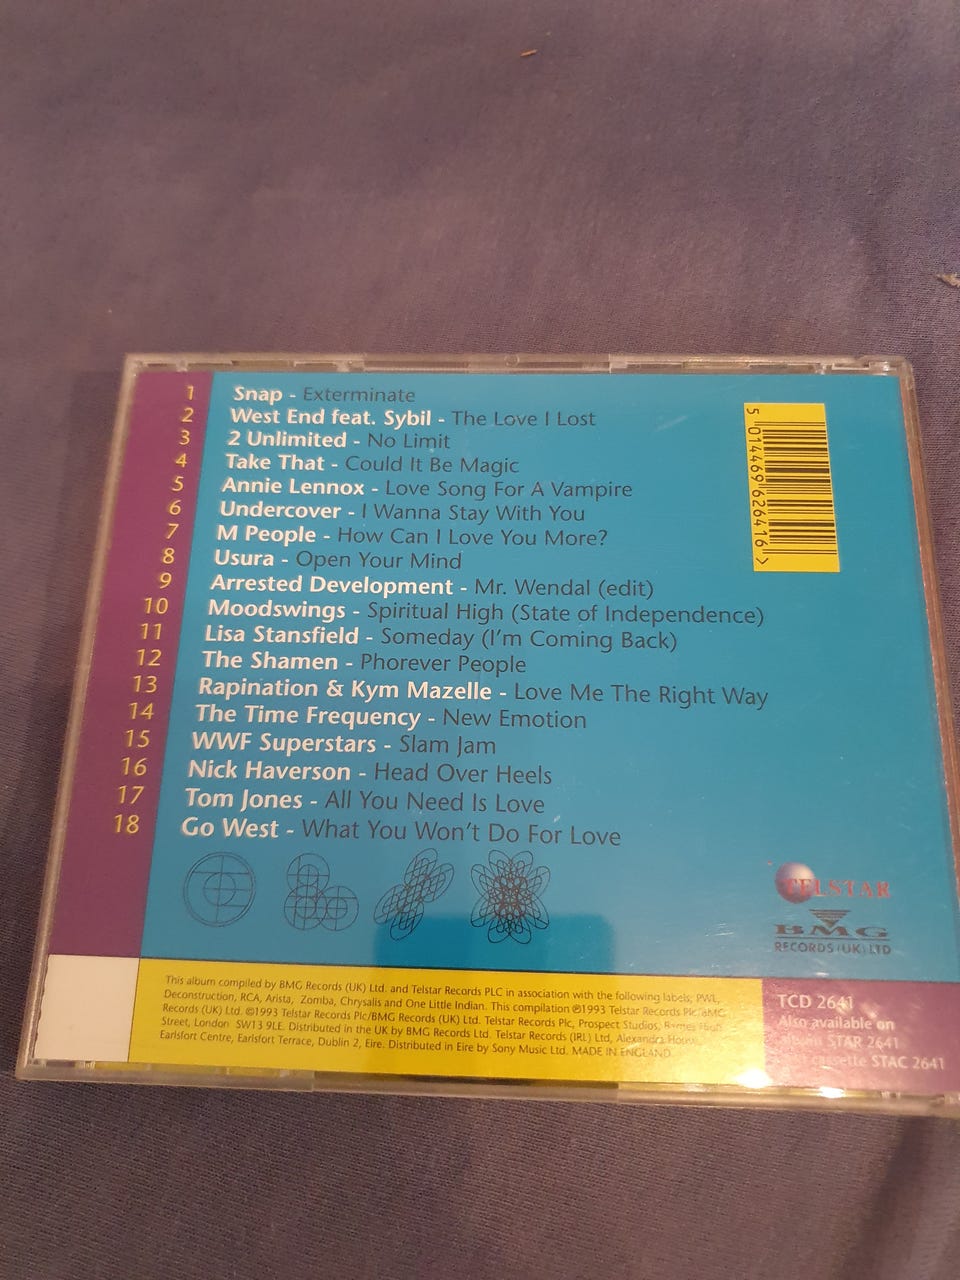 1 Snap - Exterminate
2 West End feat. Sybil - The Love I Lost
3 2 Unlimited - No Limit
4 Take That - Could It Be Magic
5 Annie Lennox - Love Song For A Vampire
6 Undercover - I Wanna Stay With You
7 M People - How Can I Love You More?
8 Usura - Open Your Mind
9 Arrested Development - Mr. Wendal (edit)
10 Moodswings - Spiritual High (State of Independence)
11 Lisa Stansfield - Someday (I'm Coming Back)
12 The Shamen - Phorever People
13 Rapination & Kym Mazelle - Love Me The Right Way
14 The Time Frequency - New Emotion
15 WWF Superstars - Slam Jam
16 Nick Haverson - Head Over Heels
17 Tom Jones - All You Need Is Love
18 Go West - What You Won't Do For Love
5 014469 626416 >
TELSTAR
BMG
RECORDS (UK) LTD
This album compiled by BMG Records (UK) Ltd. and Telstar Records PLC in association with the following labels; PWL,
Deconstruction, RCA, Arista, Zomba, Chrysalis and One Little Indian. This compilation ℗1993 Telstar Records Plc/BMG
Records (UK) Ltd. ©1993 Telstar Records Plc/BMG Records (UK) Ltd. Telstar Records Plc, Prospect Studios, Barnes High
Street, London SW13 9LE. Distributed in the UK by BMG Records Ltd. Telstar Records (IRL) Ltd, Alexandra House,
Earlsfort Centre, Earlsfort Terrace, Dublin 2, Eire. Distributed in Eire by Sony Music Ltd. MADE IN ENGLAND
TCD 2641
Also available on
album STAR 2641
cassette STAC 2641